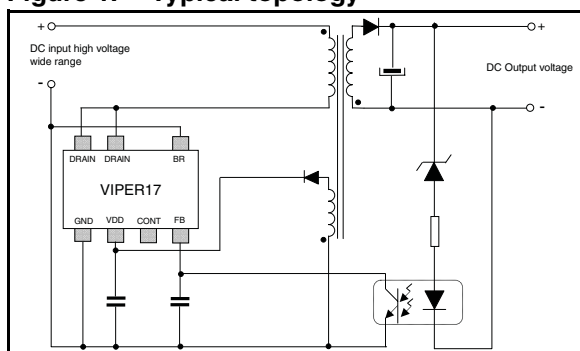 Figure 1. Typical topology
+
DC input high voltage
wide range
-
+
DC Output voltage
-
DRAIN DRAIN BR
VIPER17
GND VDD CONT FB